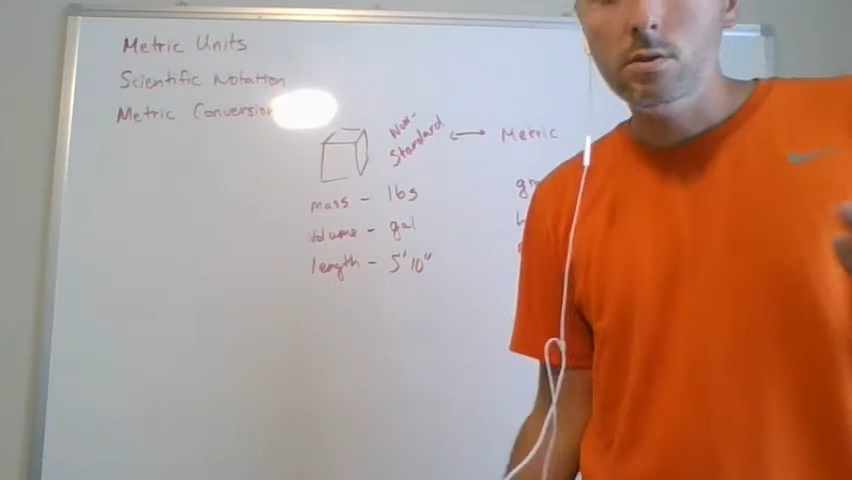 Metric Units
Scientific Notation
Metric Conversion
Non-
Standard ⟷ Metric
mass - lbs
volume - gal
length - 5'10"